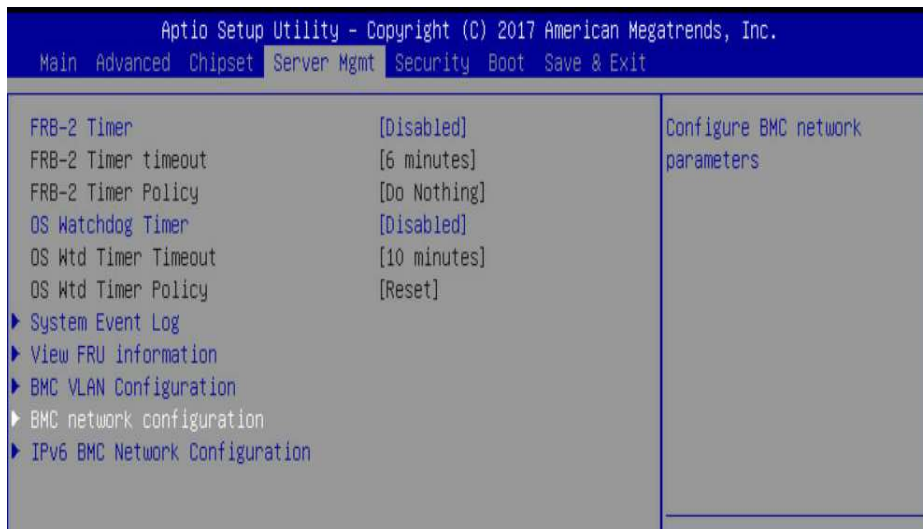 Aptio Setup Utility – Copyright (C) 2017 American Megatrends, Inc.
Main Advanced Chipset Server Mgmt Security Boot Save & Exit
FRB-2 Timer [Disabled]
FRB-2 Timer timeout [6 minutes]
FRB-2 Timer Policy [Do Nothing]
OS Watchdog Timer [Disabled]
OS Wtd Timer Timeout [10 minutes]
OS Wtd Timer Policy [Reset]
System Event Log
View FRU information
BMC VLAN Configuration
BMC network configuration
IPv6 BMC Network Configuration
Configure BMC network
parameters